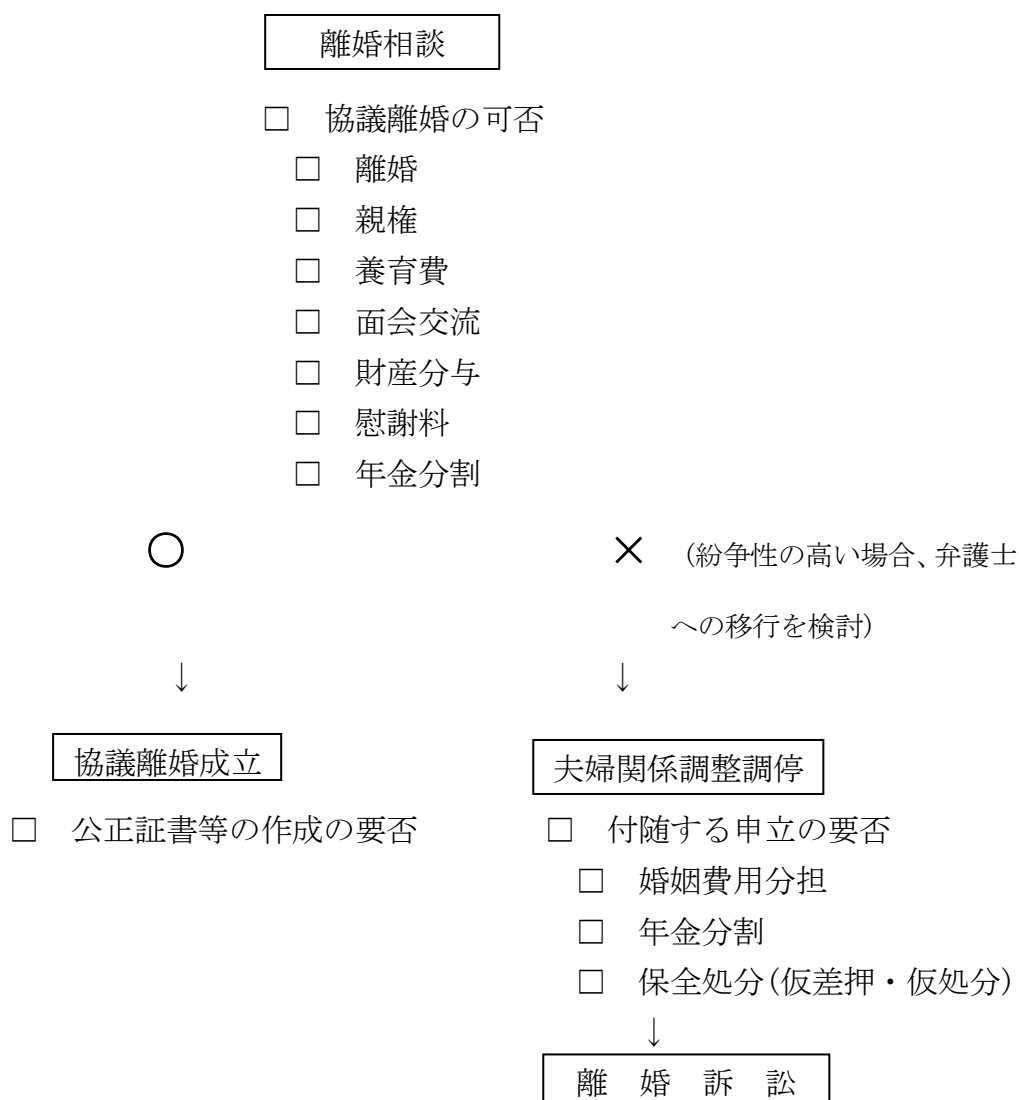 離婚相談
□ 協議離婚の可否
□ 離婚
□ 親権
□ 養育費
□ 面会交流
□ 財産分与
□ 慰謝料
□ 年金分割
○ × (紛争性の高い場合、弁護士
への移行を検討)
↓ ↓
協議離婚成立 夫婦関係調整調停
□ 公正証書等の作成の要否 □ 付随する申立の要否
□ 婚姻費用分担
□ 年金分割
□ 保全処分(仮差押・仮処分)
↓
離 婚 訴 訟